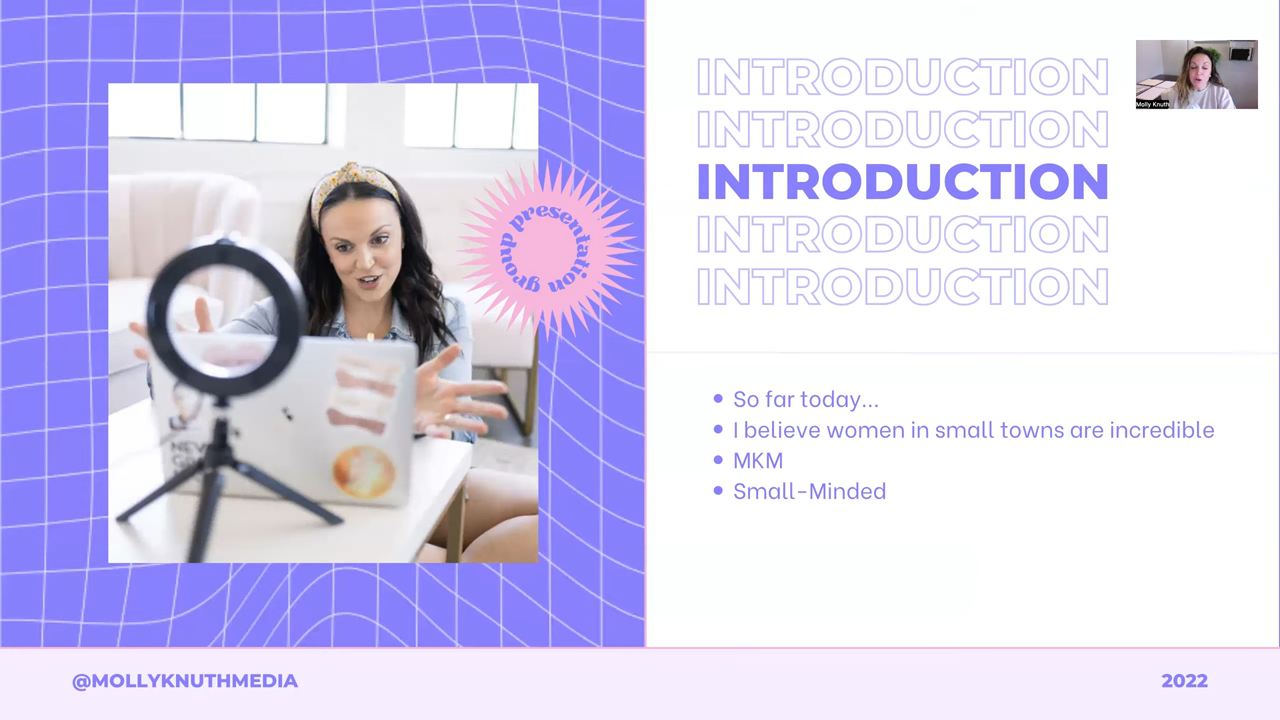 INTRODUCTION
INTRODUCTION
INTRODUCTION
INTRODUCTION
INTRODUCTION
Molly Knuth
group presentation
So far today...
I believe women in small towns are incredible
MKM
Small-Minded
@MOLLYKNUTHMEDIA
2022